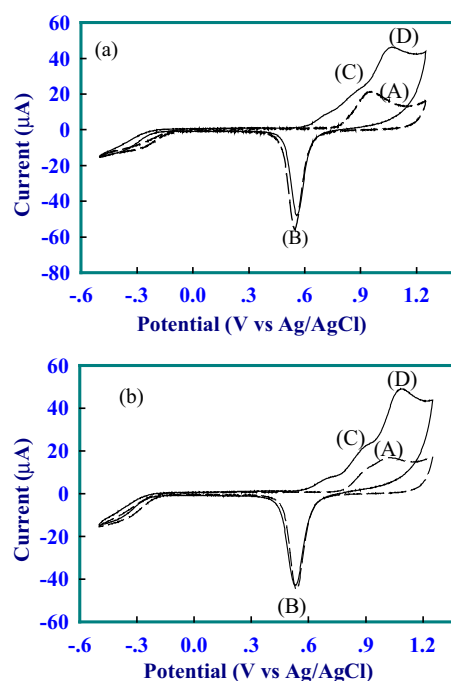 60
(a)
(D)
40
(C)
20
(A)
0
-20
-40
-60
(B)
-80
Current (µA)
-.6 -.3 0.0 .3 .6 .9 1.2
Potential (V vs Ag/AgCl)
60
(b)
(D)
40
(C)
20
(A)
0
-20
-40
(B)
-60
Current (µA)
-.6 -.3 0.0 .3 .6 .9 1.2
Potential (V vs Ag/AgCl)